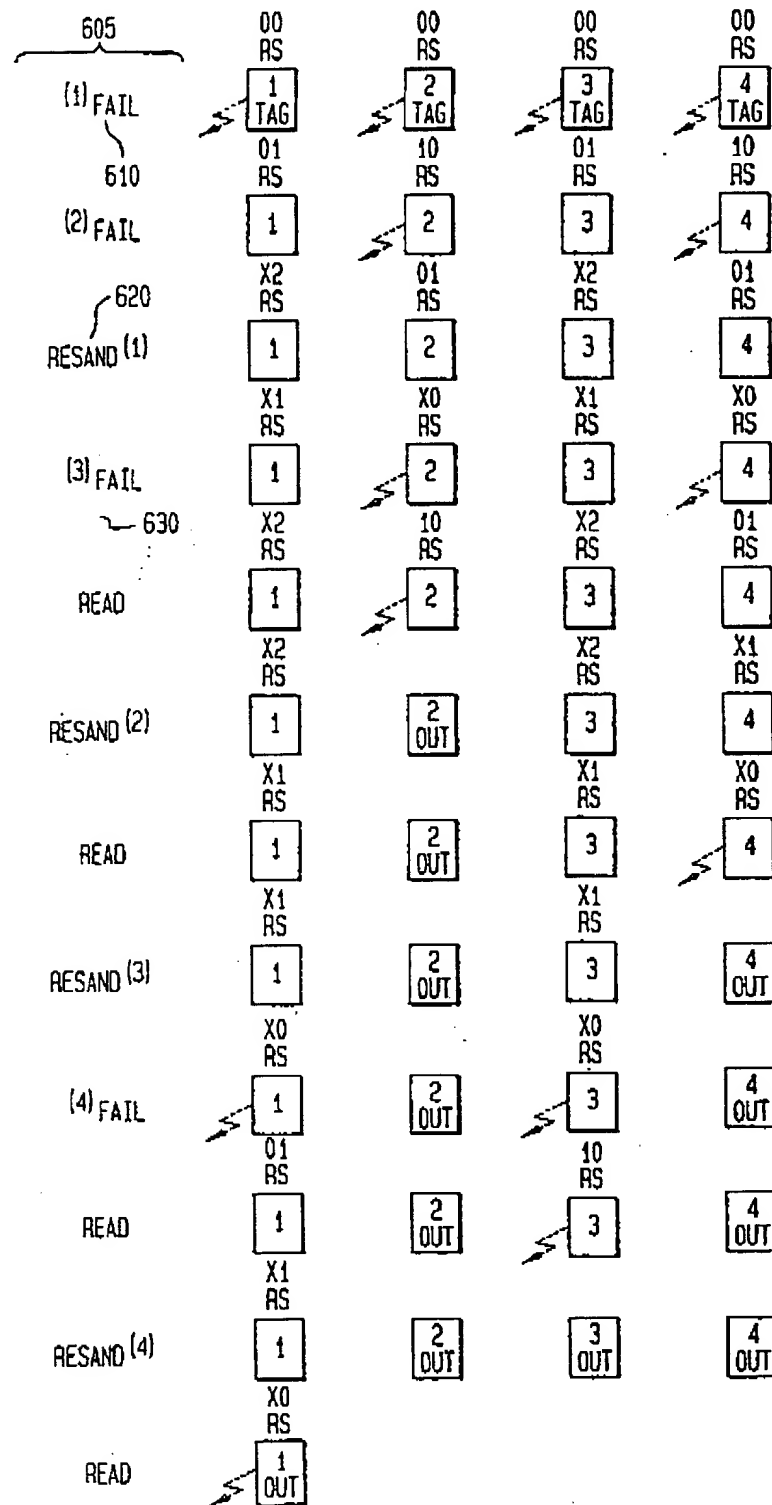 605
00 00 00 00
RS RS RS RS
(1) FAIL 1 2 3 4
TAG TAG TAG TAG
610
01 10 01 10
RS RS RS RS
(2) FAIL 1 2 3 4
620
X2 01 X2 01
RS RS RS RS
RESAND (1) 1 2 3 4
X1 X0 X1 X0
RS RS RS RS
(3) FAIL 1 2 3 4
630
X2 10 X2 01
RS RS RS RS
READ 1 2 3 4
X2 X2 X1
RS RS RS
RESAND (2) 1 2 3 4
OUT
X1 X1 X0
RS RS RS
READ 1 2 3 4
OUT
X1 X1
RS RS
RESAND (3) 1 2 3 4
OUT OUT
X0 X0
RS RS
(4) FAIL 1 2 3 4
OUT OUT
01 10
RS RS
READ 1 2 3 4
OUT OUT
X1
RS
RESAND (4) 1 2 3 4
OUT OUT OUT
X0
RS
READ 1
OUT